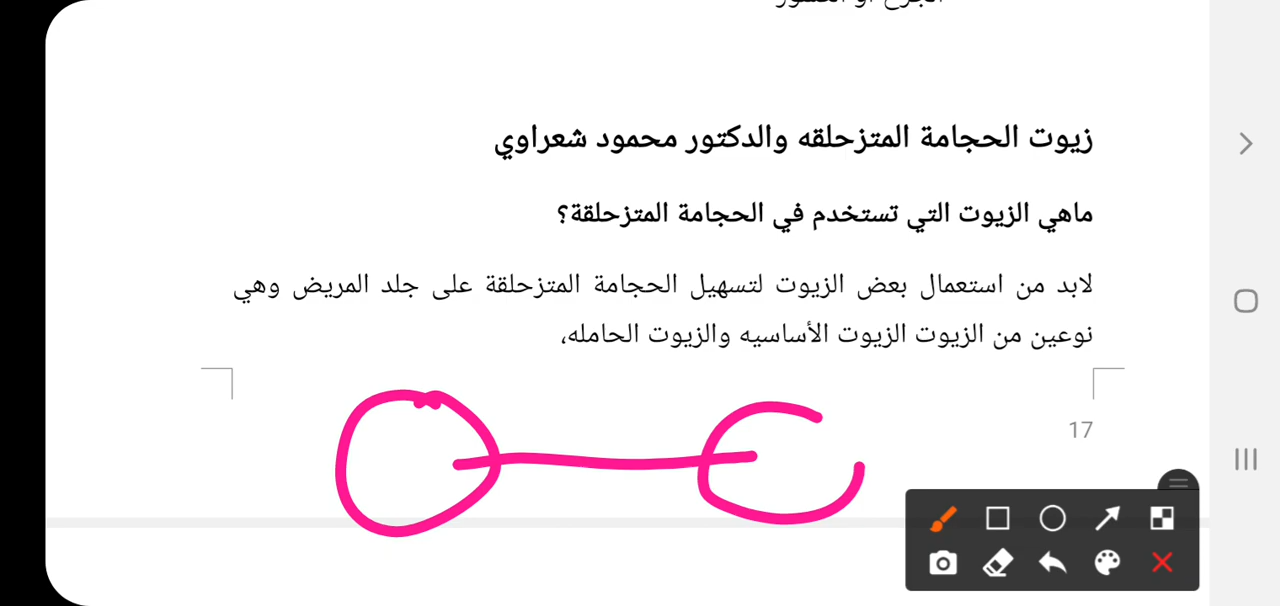 زيوت الحجامة المتزحلقه والدكتور محمود شعراوي
ماهي الزيوت التي تستخدم في الحجامة المتزحلقة؟
لابد من استعمال بعض الزيوت لتسهيل الحجامة المتزحلقة على جلد المريض وهي
نوعين من الزيوت الزيوت الأساسيه والزيوت الحامله،
17